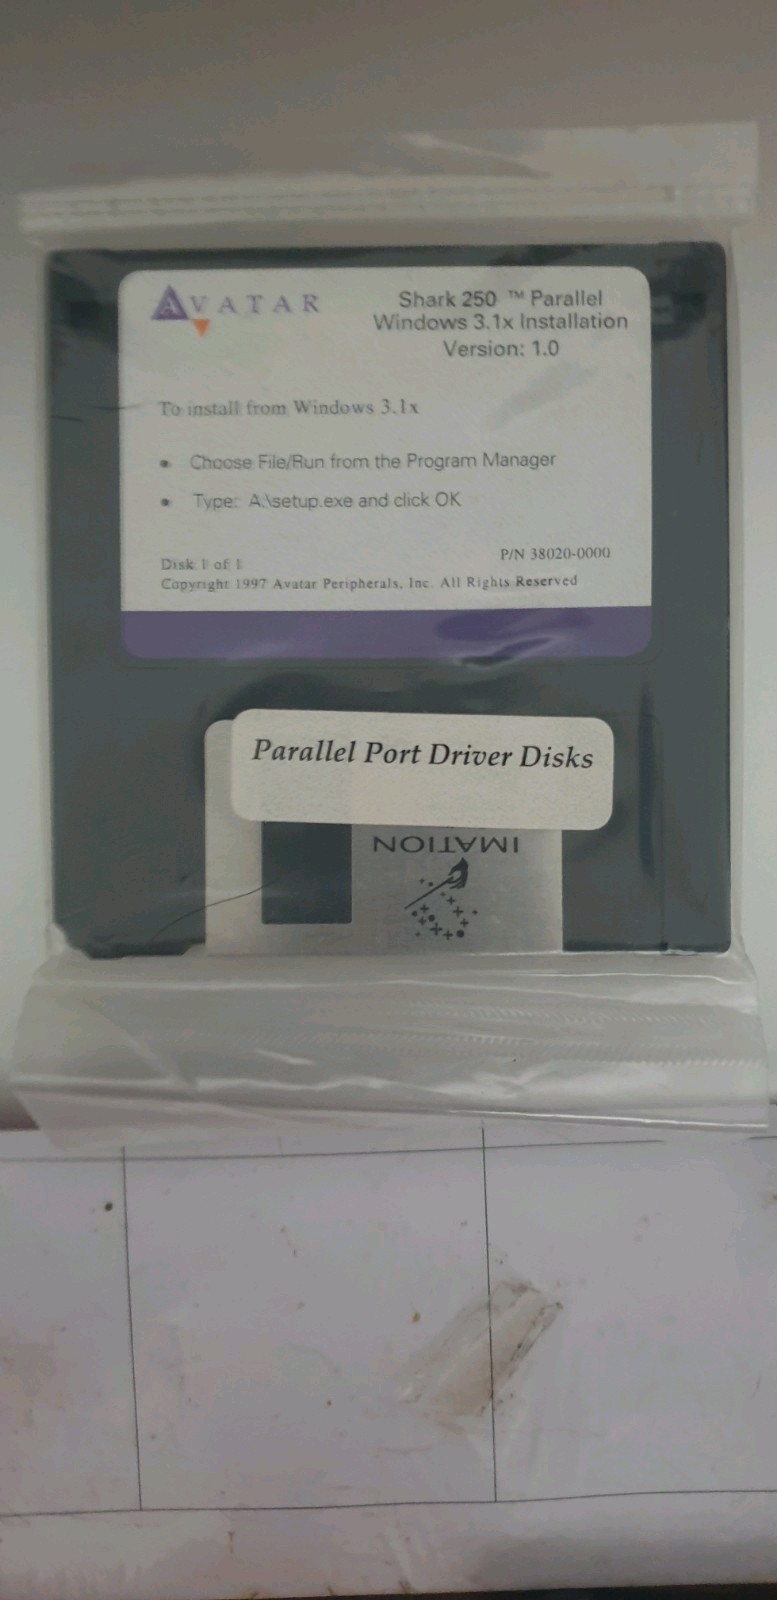 AVATAR
Shark 250 ™ Parallel
Windows 3.1x Installation
Version: 1.0
To install from Windows 3.1x
• Choose File/Run from the Program Manager
• Type: A:\setup.exe and click OK
P/N 38020-0000
Disk 1 of 1
Copyright 1997 Avatar Peripherals, Inc. All Rights Reserved
Parallel Port Driver Disks
IMATION